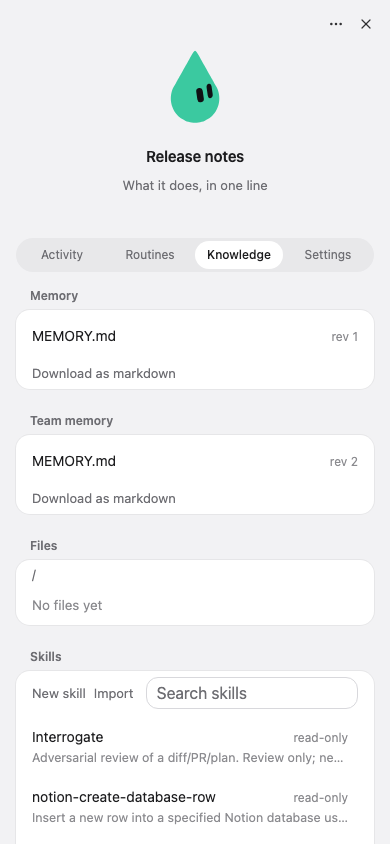 Release notes
What it does, in one line
Activity Routines Knowledge Settings
Memory
MEMORY.md rev 1
Download as markdown
Team memory
MEMORY.md rev 2
Download as markdown
Files
/
No files yet
Skills
New skill Import Search skills
Interrogate read-only
Adversarial review of a diff/PR/plan. Review only; ne...
notion-create-database-row read-only
Insert a new row into a specified Notion database us...